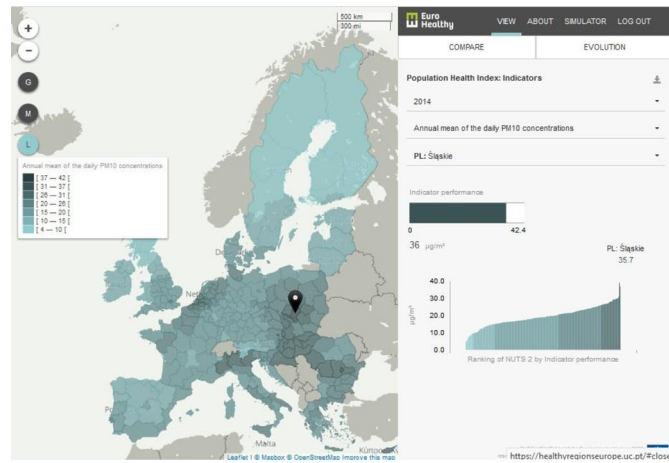 500 km
300 mi
+
−
G
M
L
Annual mean of the daily PM10 concentrations
[ 37 — 42 [
[ 31 — 37 [
[ 26 — 31 [
[ 20 — 26 [
[ 15 — 20 [
[ 10 — 15 [
[ 4 — 10 [
Malta
Leaflet | © Mapbox © OpenStreetMap Improve this map
Euro
Healthy
VIEW ABOUT SIMULATOR LOG OUT
COMPARE EVOLUTION
Population Health Index: Indicators
2014
Annual mean of the daily PM10 concentrations
PL: Śląskie
Indicator performance
0 42.4
36 µg/m³
PL: Śląskie
35.7
µg/m³
40.0
30.0
20.0
10.0
0.0
Ranking of NUTS 2 by Indicator performance
https://healthyregionseurope.uc.pt/#close